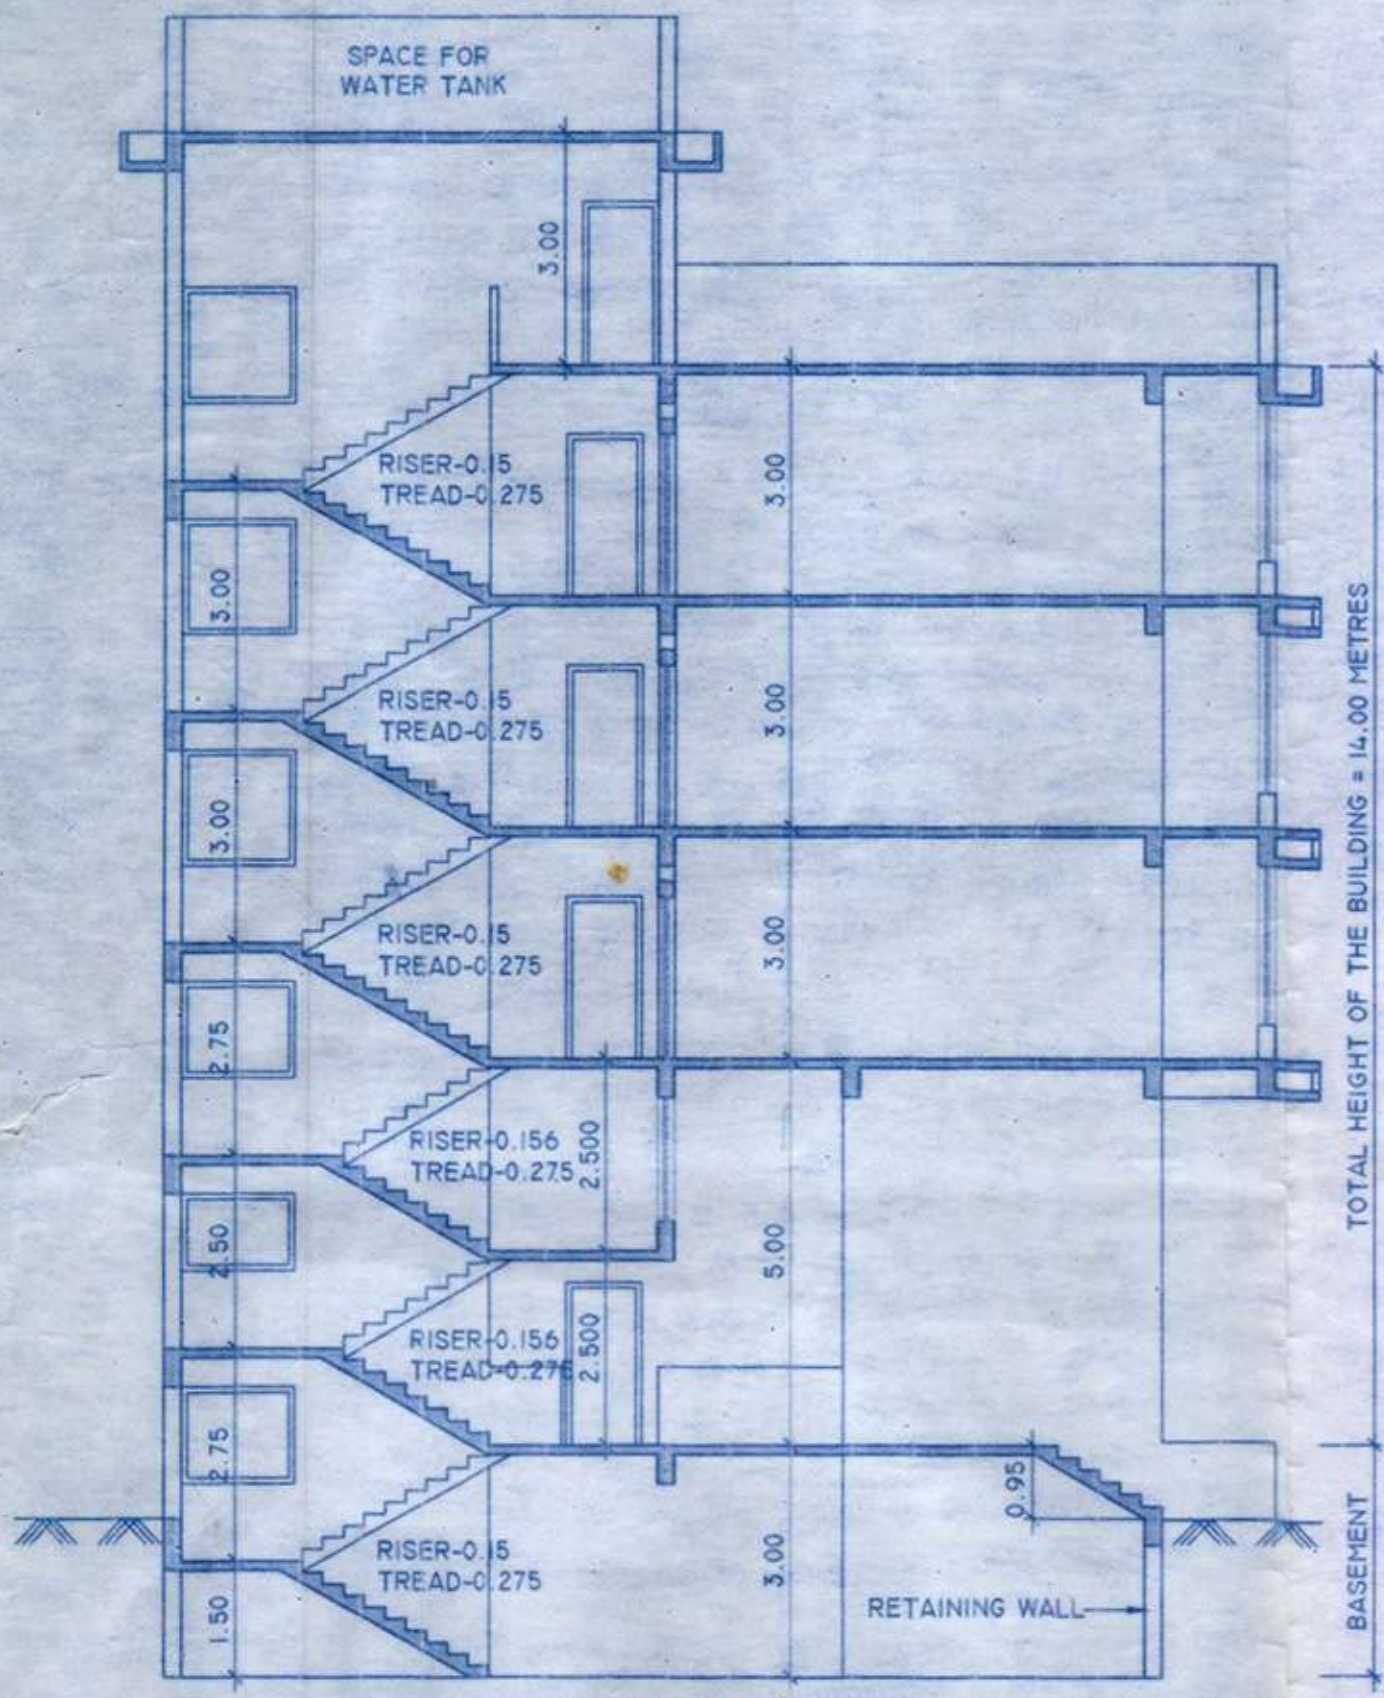 SPACE FOR
WATER TANK
3.00
RISER-0.15
TREAD-0.275
3.00
3.00
RISER-0.15
TREAD-0.275
3.00
3.00
RISER-0.15
TREAD-0.275
3.00
2.75
RISER-0.156
TREAD-0.275
2.500
2.50
5.00
RISER-0.156
TREAD-0.275
2.500
2.75
0.95
RISER-0.15
TREAD-0.275
3.00
1.50
RETAINING WALL
TOTAL HEIGHT OF THE BUILDING = 14.00 METRES
BASEMENT